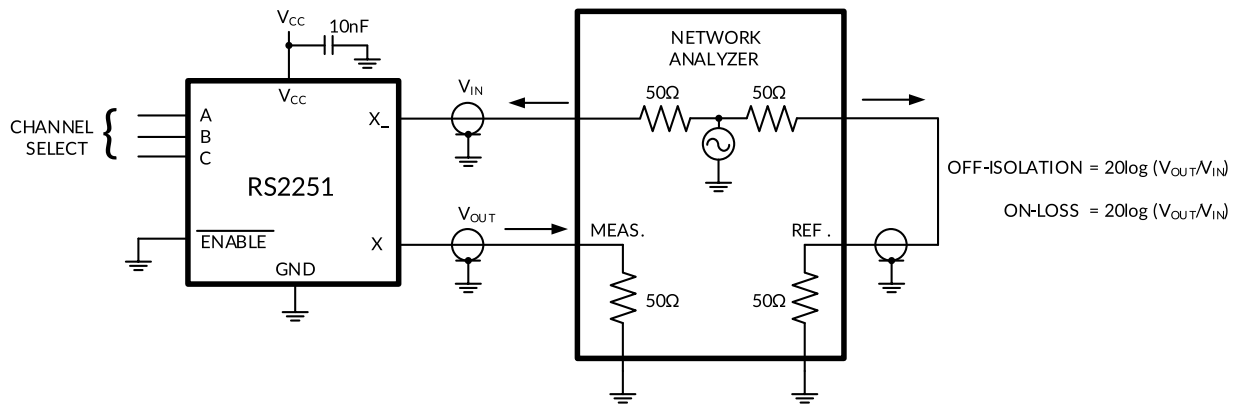 VCC
10nF
VCC
CHANNEL
SELECT
A
B
C
X_
RS2251
ENABLE
X
GND
VIN
VOUT
NETWORK
ANALYZER
50Ω
50Ω
MEAS.
REF.
50Ω
50Ω
OFF-ISOLATION = 20log (VOUT/VIN)
ON-LOSS = 20log (VOUT/VIN)